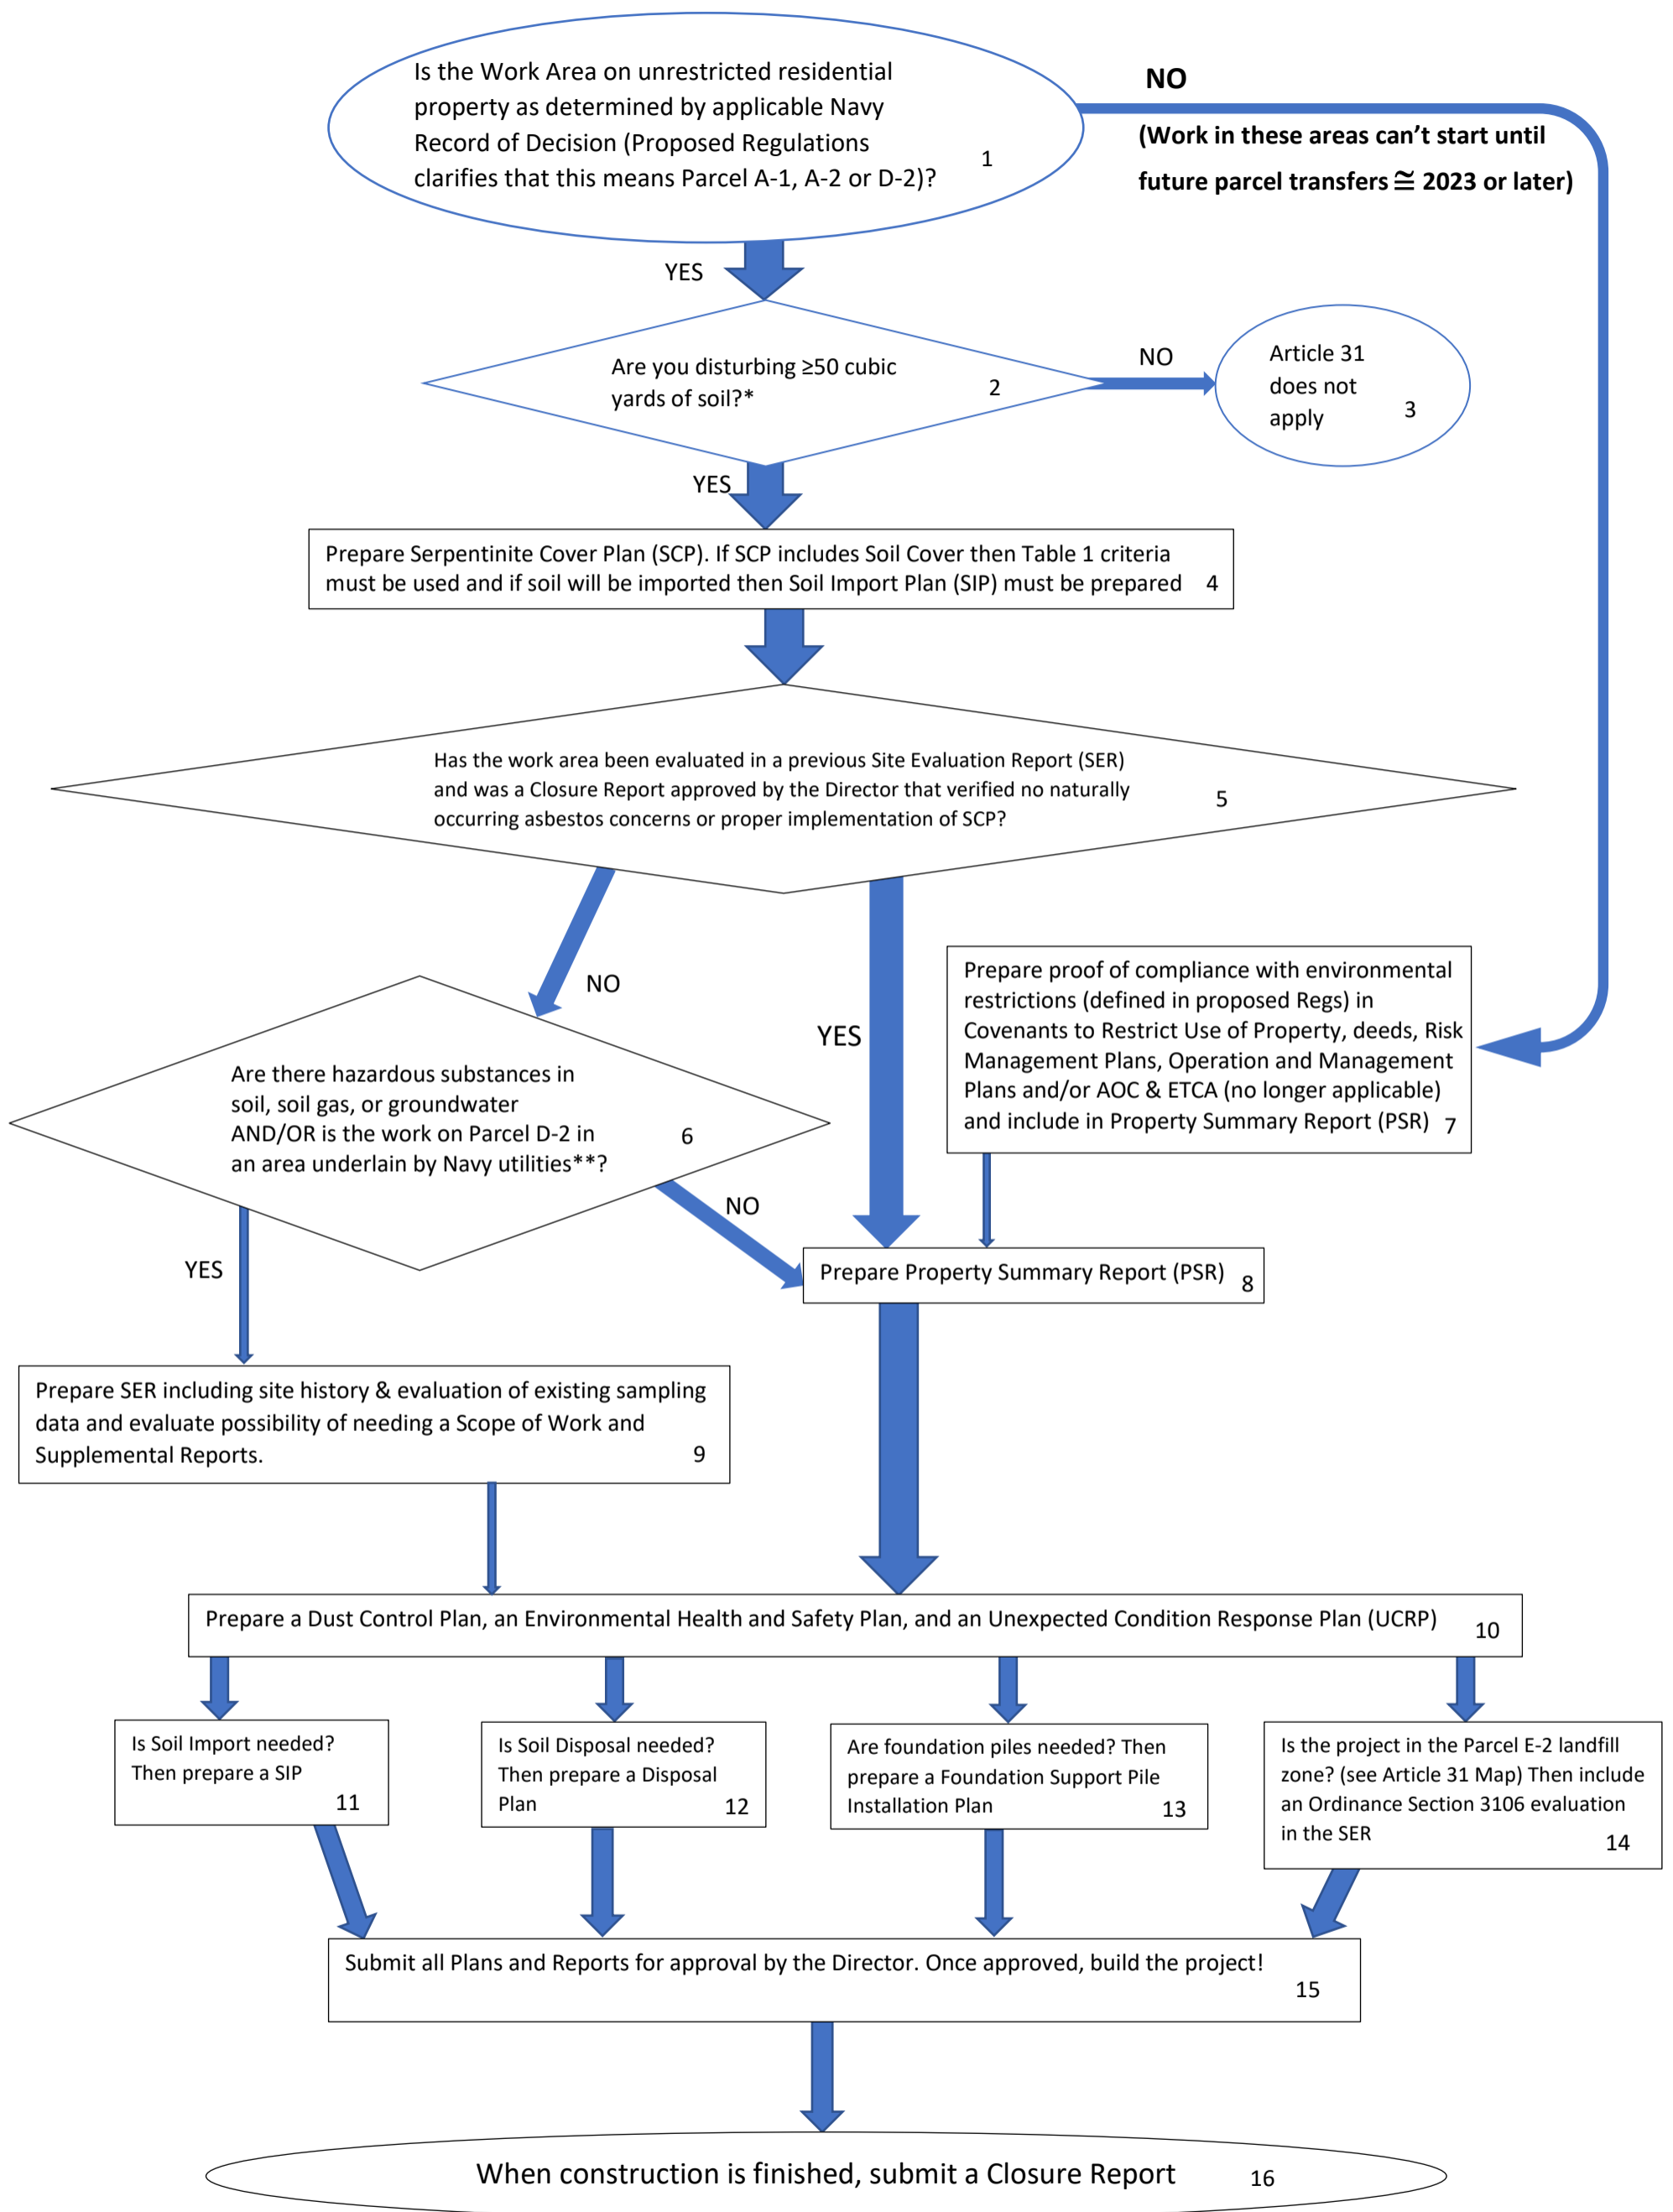 Is the Work Area on unrestricted residential
property as determined by applicable Navy
Record of Decision (Proposed Regulations
clarifies that this means Parcel A-1, A-2 or D-2)?
1
NO
(Work in these areas can’t start until
future parcel transfers ≅ 2023 or later)
YES
Are you disturbing ≥50 cubic
yards of soil?*
2
NO
Article 31
does not
apply
3
YES
Prepare Serpentinite Cover Plan (SCP). If SCP includes Soil Cover then Table 1 criteria
must be used and if soil will be imported then Soil Import Plan (SIP) must be prepared
4
Has the work area been evaluated in a previous Site Evaluation Report (SER)
and was a Closure Report approved by the Director that verified no naturally
occurring asbestos concerns or proper implementation of SCP?
5
NO
YES
Prepare proof of compliance with environmental
restrictions (defined in proposed Regs) in
Covenants to Restrict Use of Property, deeds, Risk
Management Plans, Operation and Management
Plans and/or AOC & ETCA (no longer applicable)
and include in Property Summary Report (PSR)
7
Are there hazardous substances in
soil, soil gas, or groundwater
AND/OR is the work on Parcel D-2 in
an area underlain by Navy utilities**?
6
NO
YES
Prepare Property Summary Report (PSR)
8
Prepare SER including site history & evaluation of existing sampling
data and evaluate possibility of needing a Scope of Work and
Supplemental Reports.
9
Prepare a Dust Control Plan, an Environmental Health and Safety Plan, and an Unexpected Condition Response Plan (UCRP)
10
Is Soil Import needed?
Then prepare a SIP
11
Is Soil Disposal needed?
Then prepare a Disposal
Plan
12
Are foundation piles needed? Then
prepare a Foundation Support Pile
Installation Plan
13
Is the project in the Parcel E-2 landfill
zone? (see Article 31 Map) Then include
an Ordinance Section 3106 evaluation
in the SER
14
Submit all Plans and Reports for approval by the Director. Once approved, build the project!
15
When construction is finished, submit a Closure Report
16